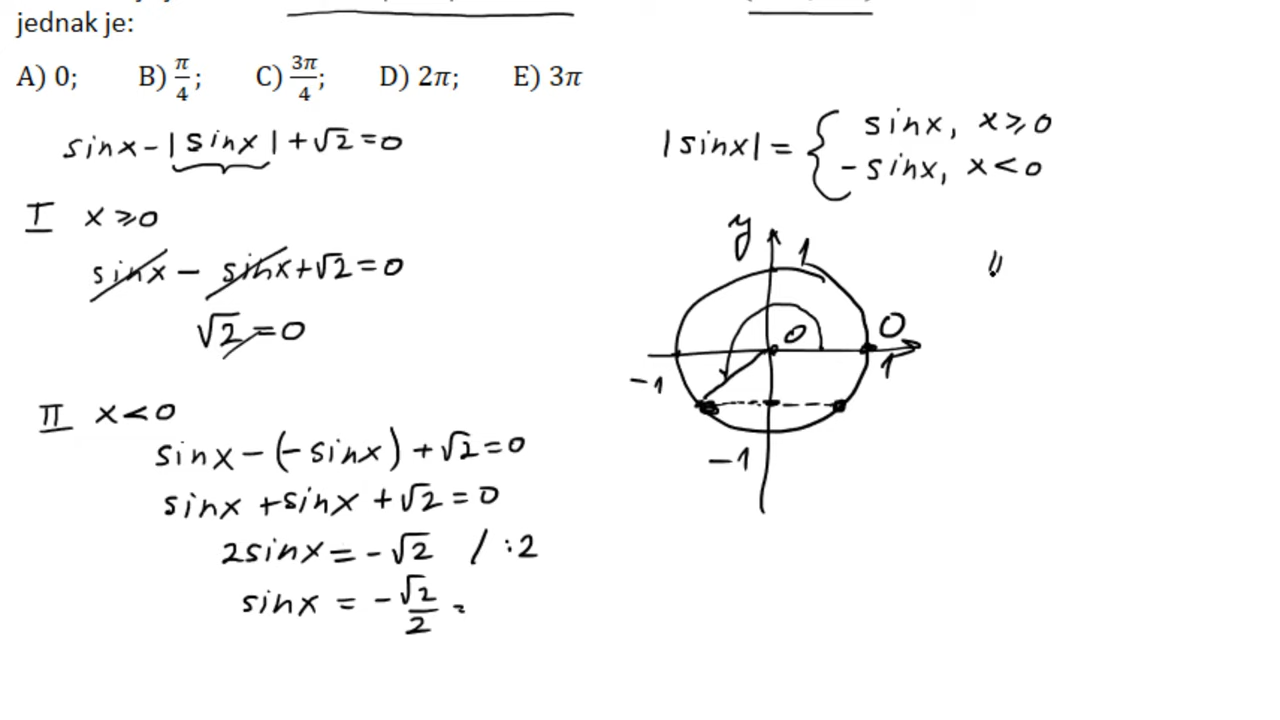 jednak je:
A) 0; B) π/4; C) 3π/4; D) 2π; E) 3π
sinx - |sinx| + √2 = 0
|sinx| = { sinx, x ≥ 0
-sinx, x < 0
I x ≥ 0
sinx - sinx + √2 = 0
√2 = 0
II x < 0
sinx - (-sinx) + √2 = 0
sinx + sinx + √2 = 0
2sinx = -√2 / :2
sinx = -√2/2 =
y
1
0
0
1
-1
-1